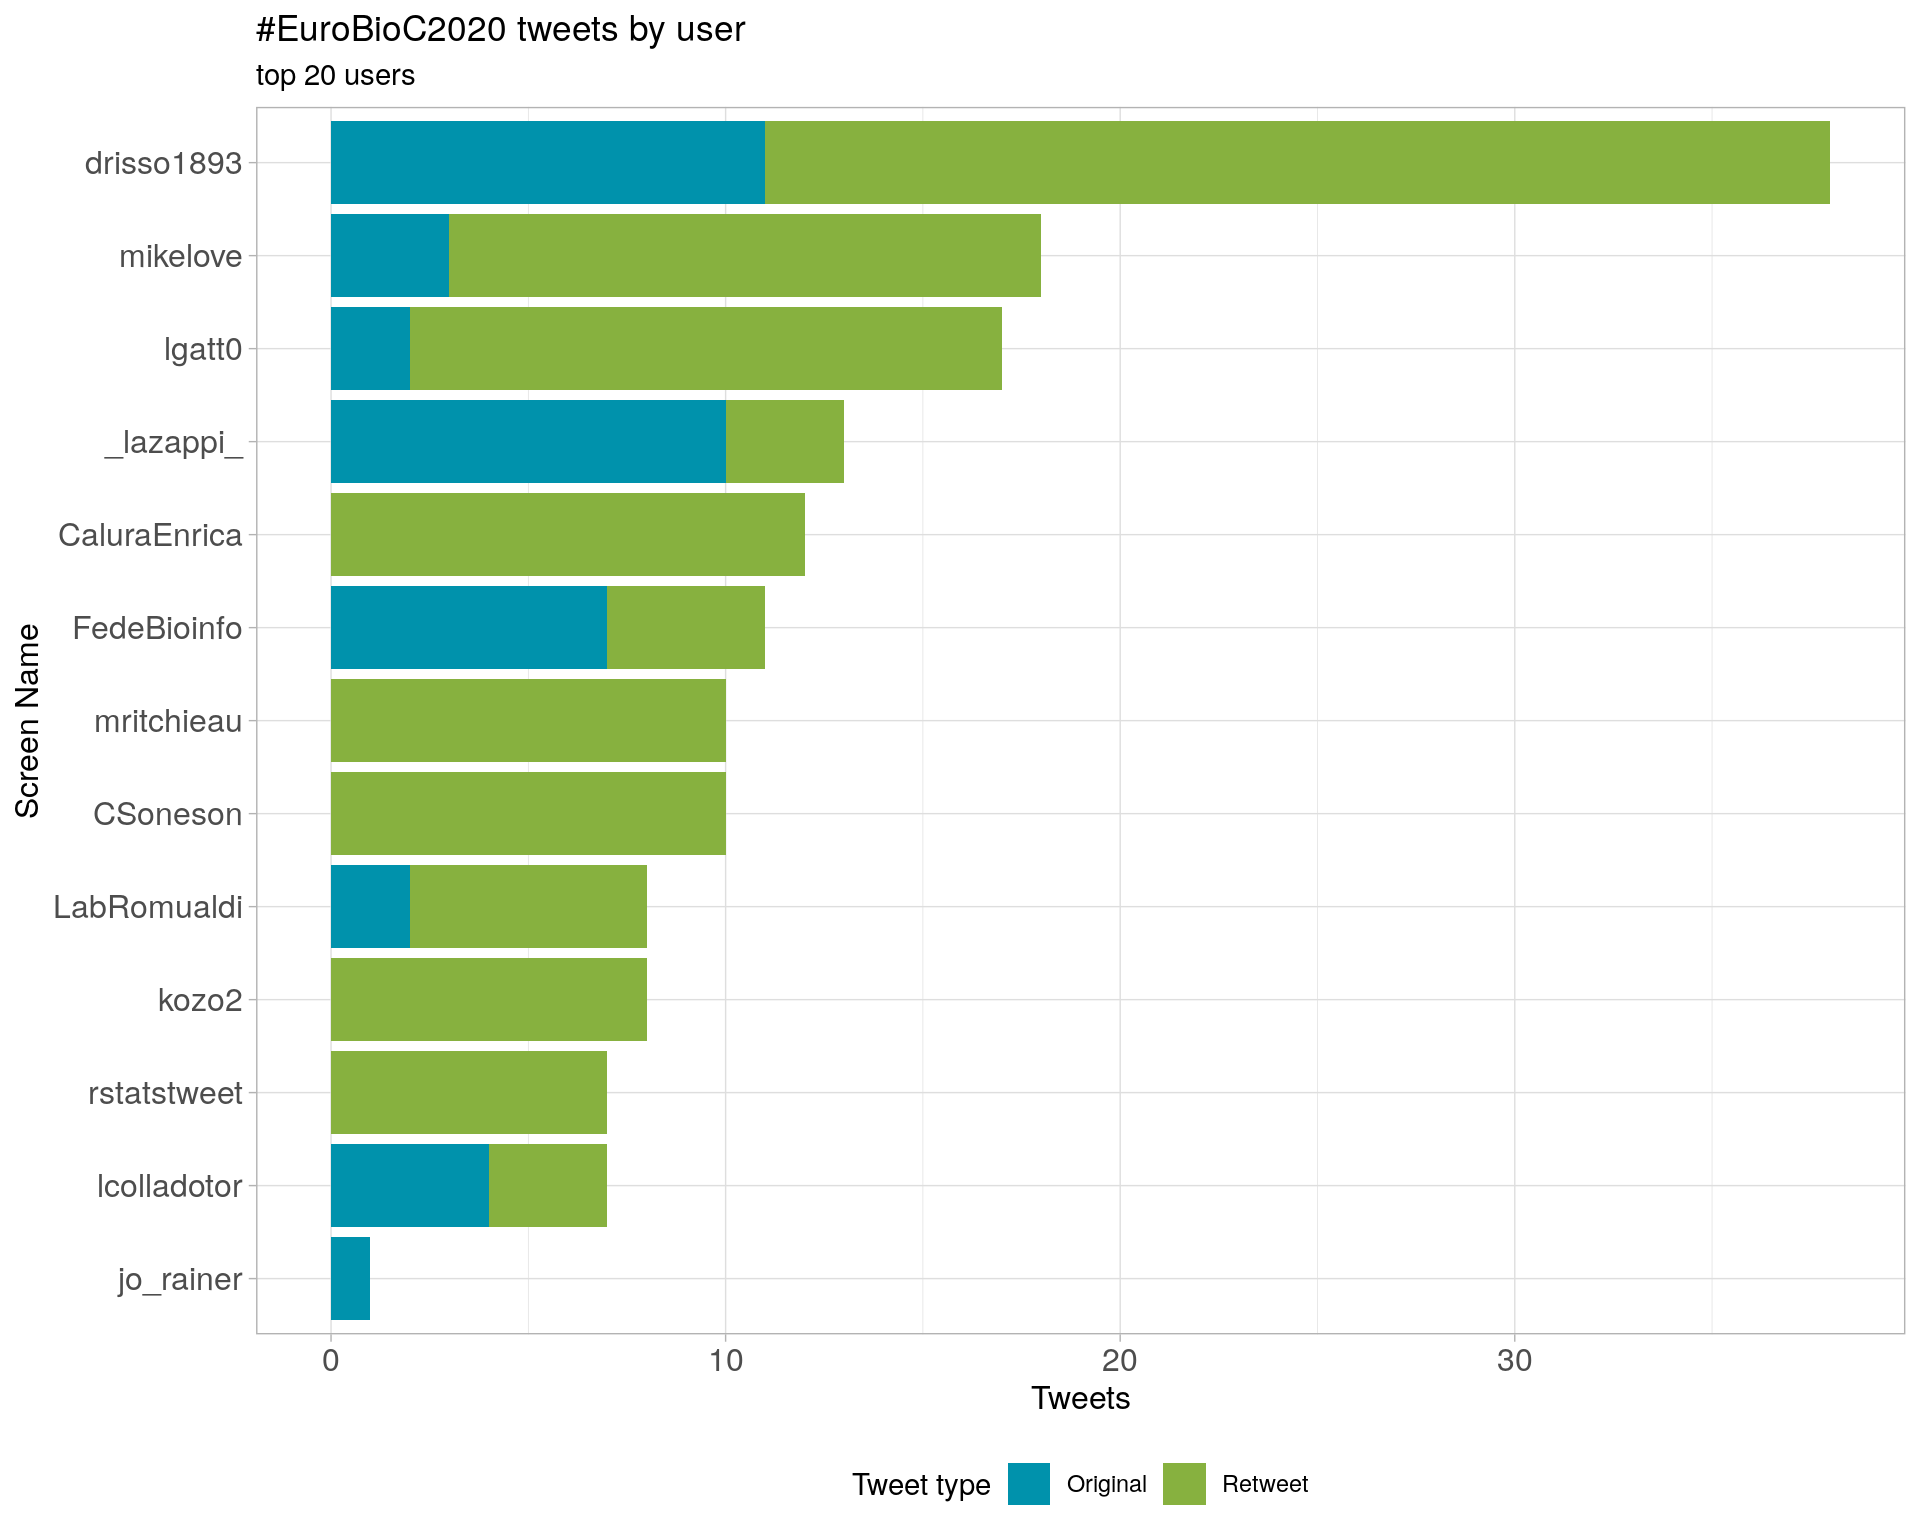 #EuroBioC2020 tweets by user
top 20 users
Screen Name
drisso1893
mikelove
lgatt0
_lazappi_
CaluraEnrica
FedeBioinfo
mritchieau
CSoneson
LabRomualdi
kozo2
rstatstweet
lcolladotor
jo_rainer
0 10 20 30
Tweets
Tweet type Original Retweet